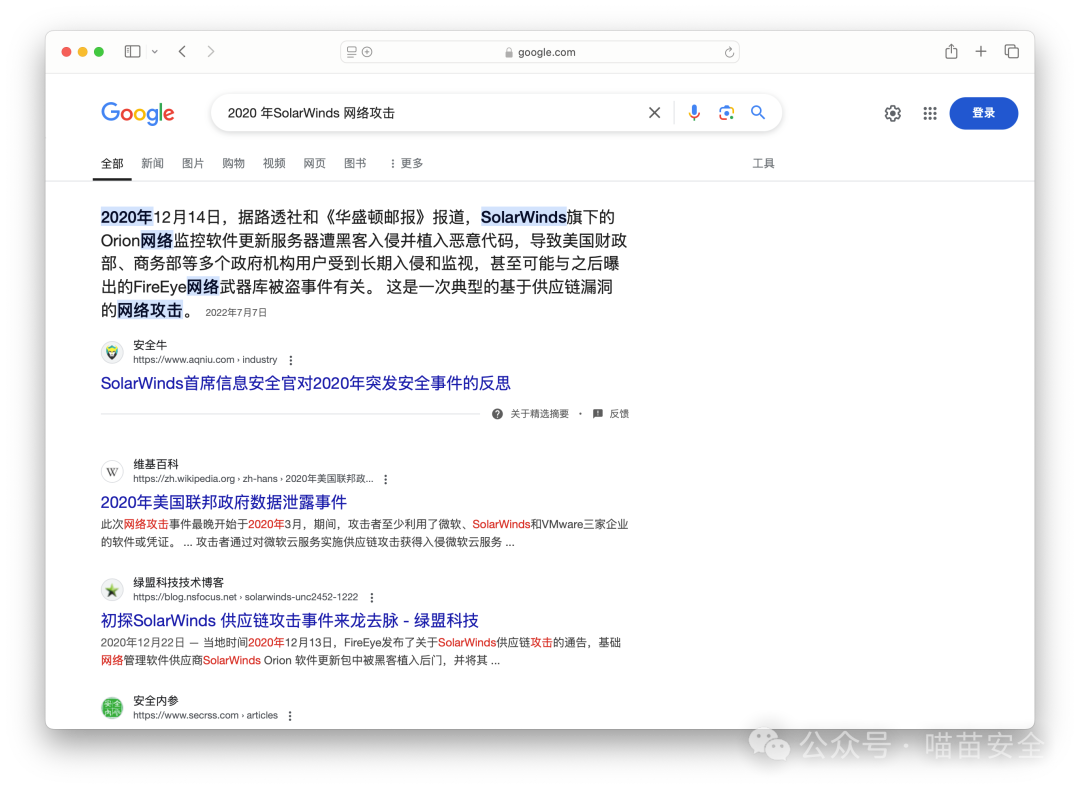 google.com
Google
2020 年SolarWinds 网络攻击
登录
全部 新闻 图片 购物 视频 网页 图书 更多 工具
2020年12月14日，据路透社和《华盛顿邮报》报道，SolarWinds旗下的
Orion网络监控软件更新服务器遭黑客入侵并植入恶意代码，导致美国财政
部、商务部等多个政府机构用户受到长期入侵和监视，甚至可能与之后曝
出的FireEye网络武器库被盗事件有关。 这是一次典型的基于供应链漏洞
的网络攻击。 2022年7月7日
安全牛
https://www.aqniu.com › industry
SolarWinds首席信息安全官对2020年突发安全事件的反思
关于精选摘要 • 反馈
W
维基百科
https://zh.wikipedia.org › zh-hans › 2020年美国联邦政...
2020年美国联邦政府数据泄露事件
此次网络攻击事件最晚开始于2020年3月，期间，攻击者至少利用了微软、SolarWinds和VMware三家企业
的软件或凭证。 ... 攻击者通过对微软云服务实施供应链攻击获得入侵微软云服务 ...
绿盟科技技术博客
https://blog.nsfocus.net › solarwinds-unc2452-1222
初探SolarWinds 供应链攻击事件来龙去脉 - 绿盟科技
2020年12月22日 — 当地时间2020年12月13日，FireEye发布了关于SolarWinds供应链攻击的通告，基础
网络管理软件供应商SolarWinds Orion 软件更新包中被黑客植入后门，并将其 ...
安全内参
安全内参
https://www.secrss.com › articles
公众号 · 喵苗安全